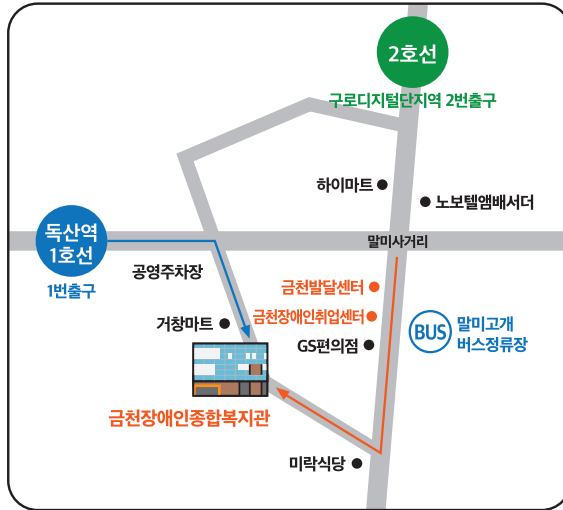 2호선
구로디지털단지역 2번출구
하이마트
노보텔앰배서더
독산역
1호선
1번출구
말미사거리
공영주차장
금천발달센터
거창마트
금천장애인취업센터
GS편의점
BUS
말미고개
버스정류장
금천장애인종합복지관
미락식당